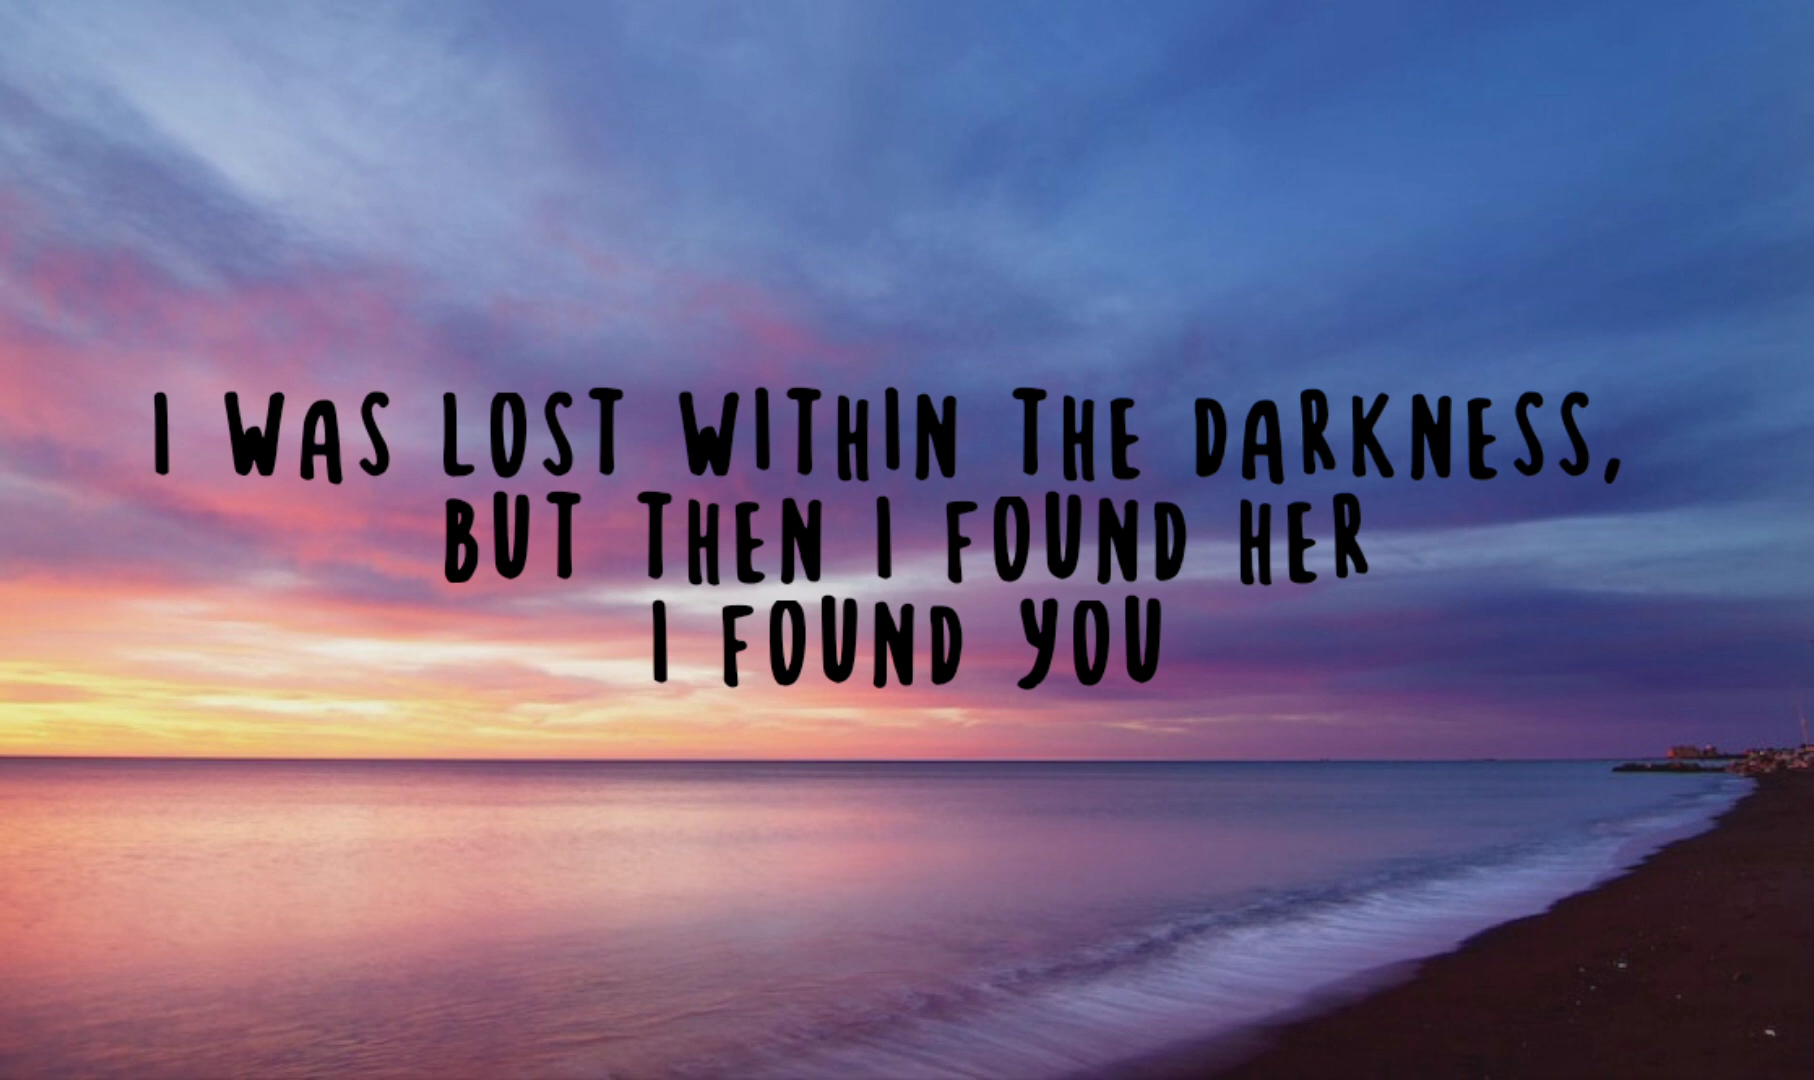 I WAS LOST WITHIN THE DARKNESS,
BUT THEN I FOUND HER
I FOUND YOU